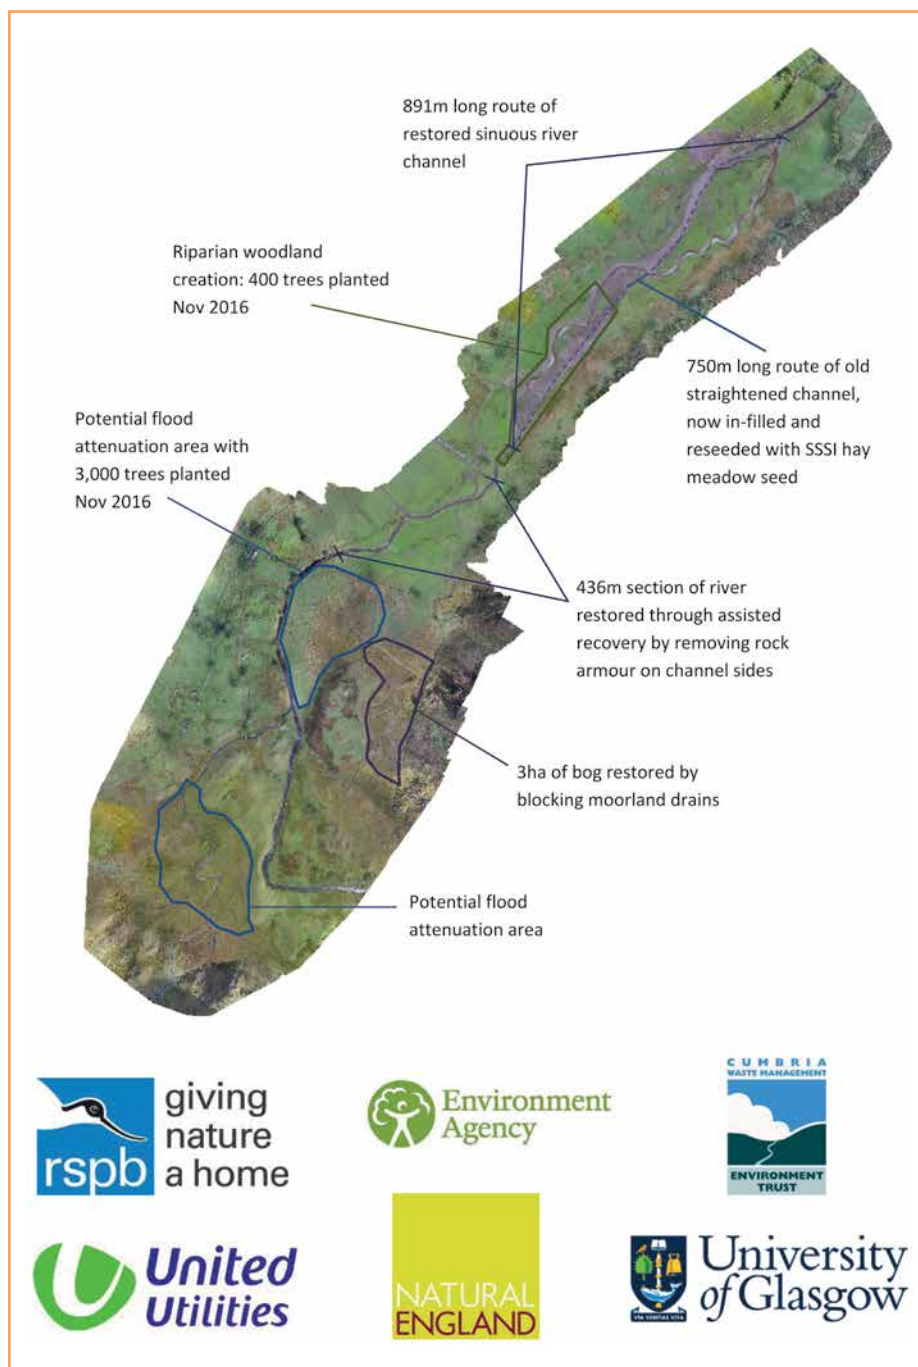 891m long route of
restored sinuous river
channel
Riparian woodland
creation: 400 trees planted
Nov 2016
750m long route of old
straightened channel,
now in-filled and
reseeded with SSSI hay
meadow seed
Potential flood
attenuation area with
3,000 trees planted
Nov 2016
436m section of river
restored through assisted
recovery by removing rock
armour on channel sides
3ha of bog restored by
blocking moorland drains
Potential flood
attenuation area
rspb
giving
nature
a home
Environment
Agency
CUMBRIA
WASTE MANAGEMENT
ENVIRONMENT
TRUST
United
Utilities
NATURAL
ENGLAND
VIA VERITAS VITA
University
of Glasgow